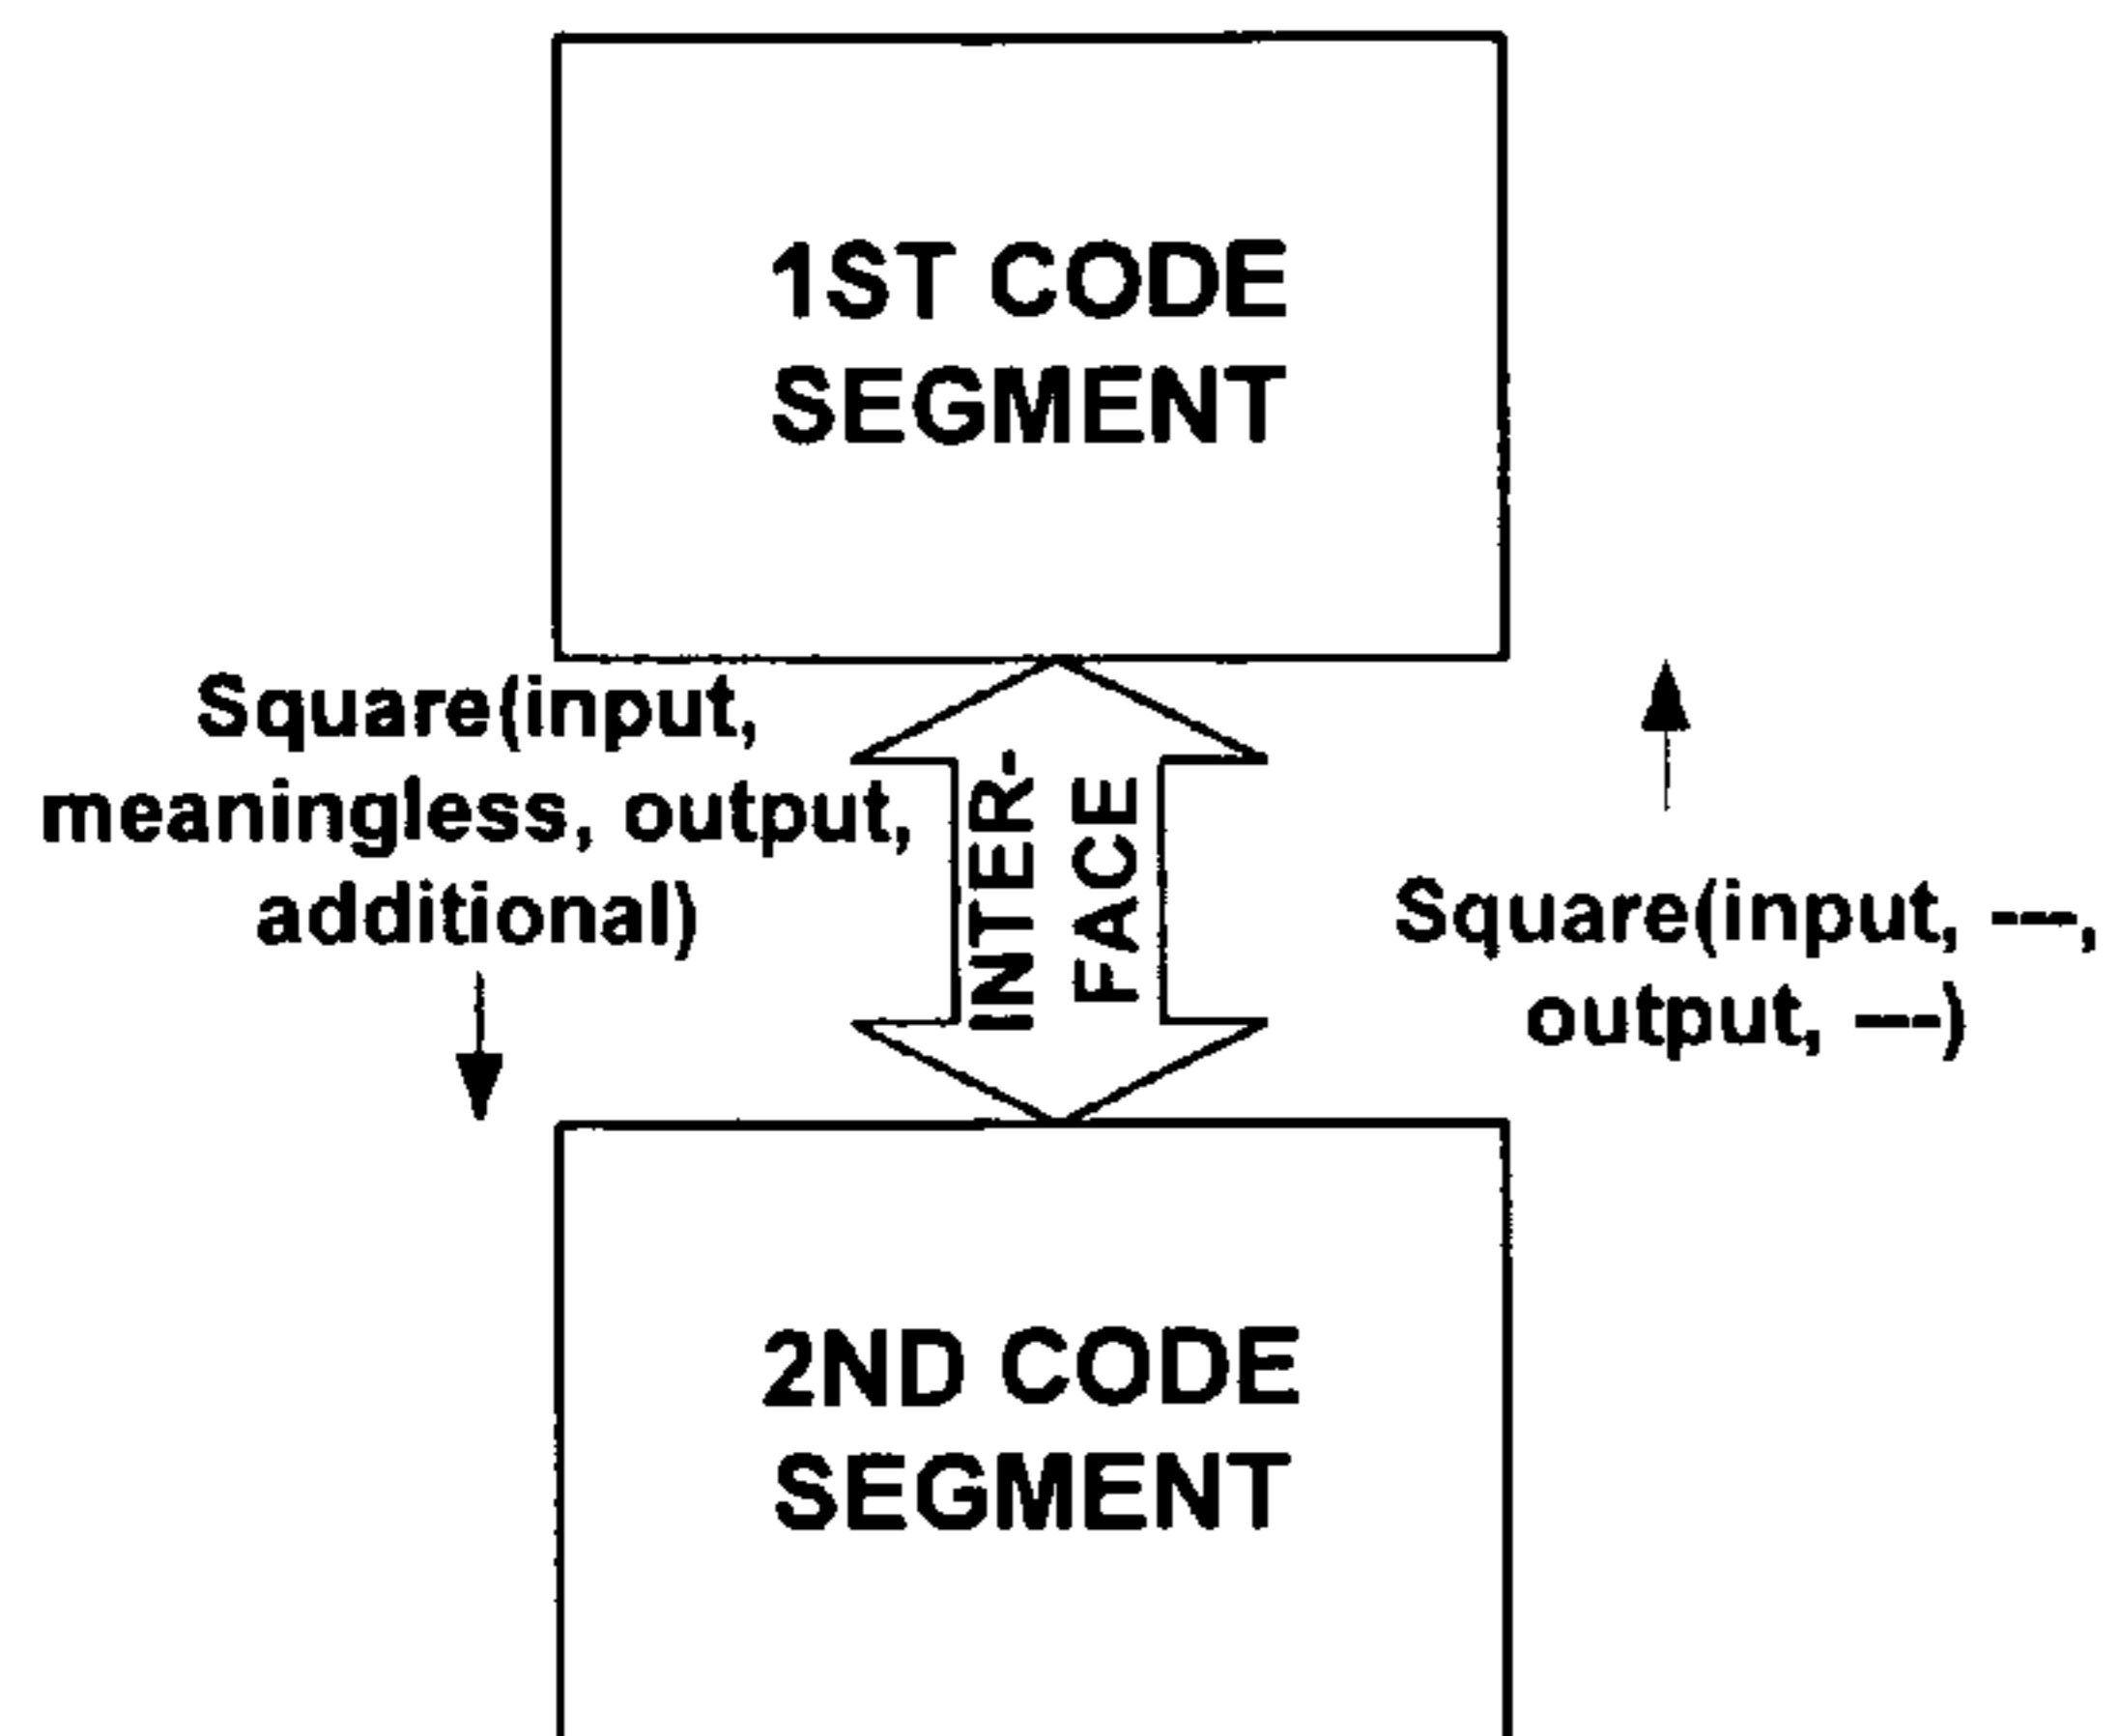 1ST CODE
SEGMENT
Square(input,
meaningless, output,
additional)
INTER-
FACE
Square(input, ---,
output, ---)
2ND CODE
SEGMENT